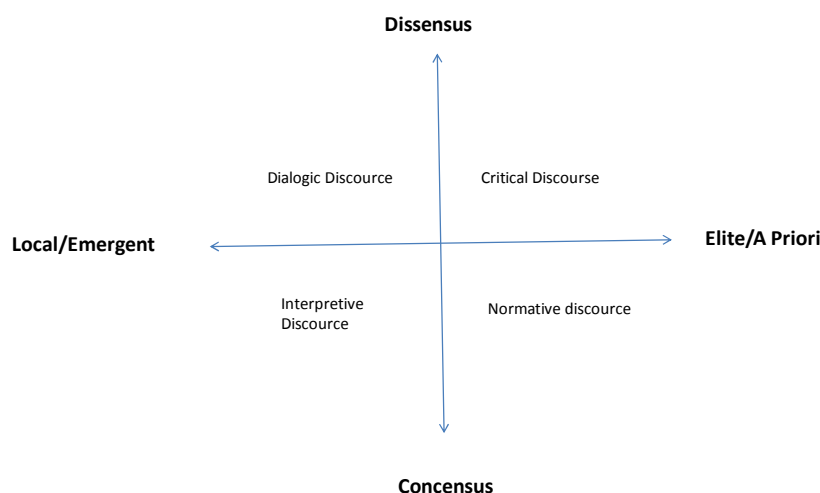 Dissensus
Dialogic Discource
Critical Discourse
Local/Emergent
Elite/A Priori
Interpretive
Discource
Normative discource
Concensus